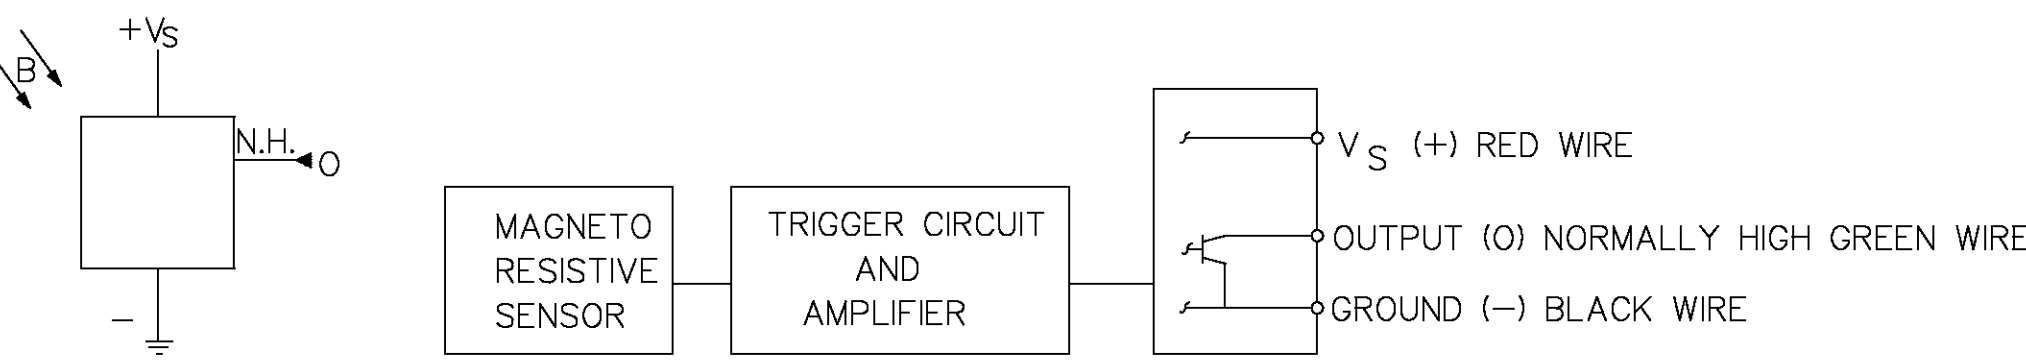 +VS
B
N.H.
O
−
MAGNETO
RESISTIVE
SENSOR
TRIGGER CIRCUIT
AND
AMPLIFIER
VS (+) RED WIRE
OUTPUT (O) NORMALLY HIGH GREEN WIRE
GROUND (−) BLACK WIRE